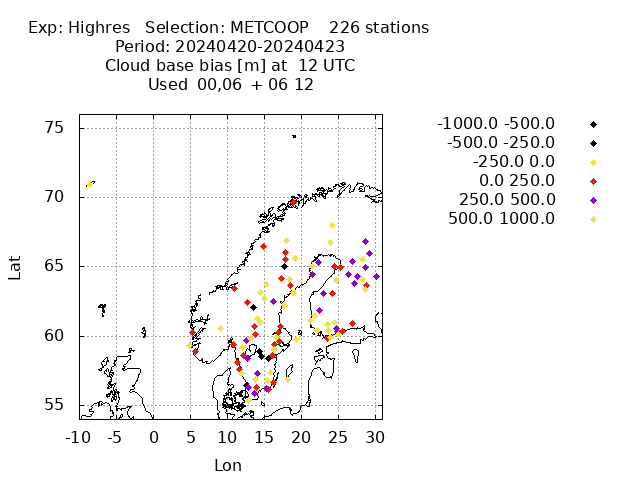 Exp: Highres   Selection: METCOOP    226 stations
Period: 20240420-20240423
Cloud base bias [m] at  12 UTC
Used  00,06  + 06 12
-1000.0 -500.0
-500.0 -250.0
-250.0 0.0
0.0 250.0
250.0 500.0
500.0 1000.0
75
70
65
60
55
Lat
-10 -5 0 5 10 15 20 25 30
Lon